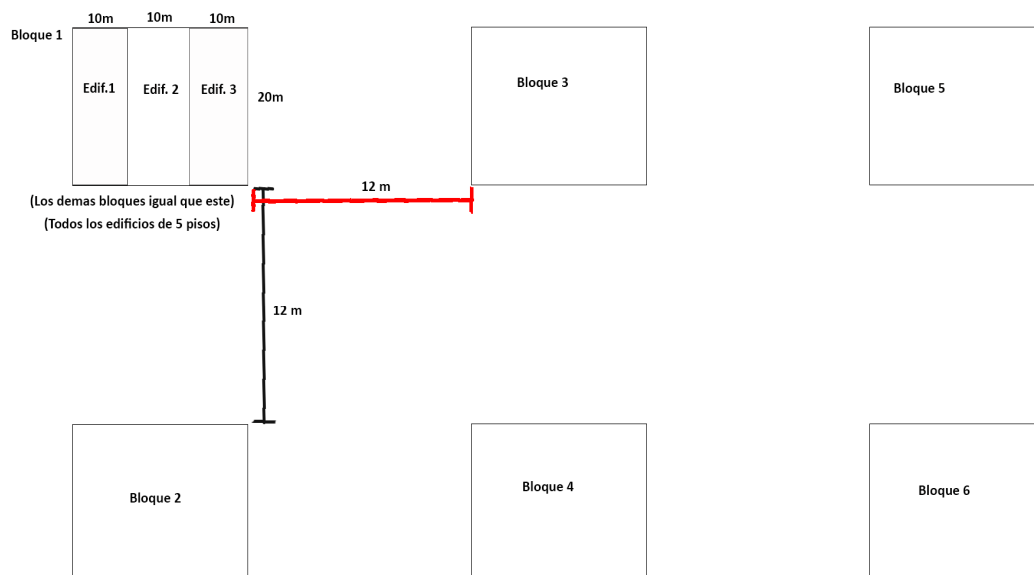 10m 10m 10m
Bloque 1
Edif.1 Edif. 2 Edif. 3
20m
Bloque 3
Bloque 5
12 m
(Los demas bloques igual que este)
(Todos los edificios de 5 pisos)
12 m
Bloque 2
Bloque 4
Bloque 6